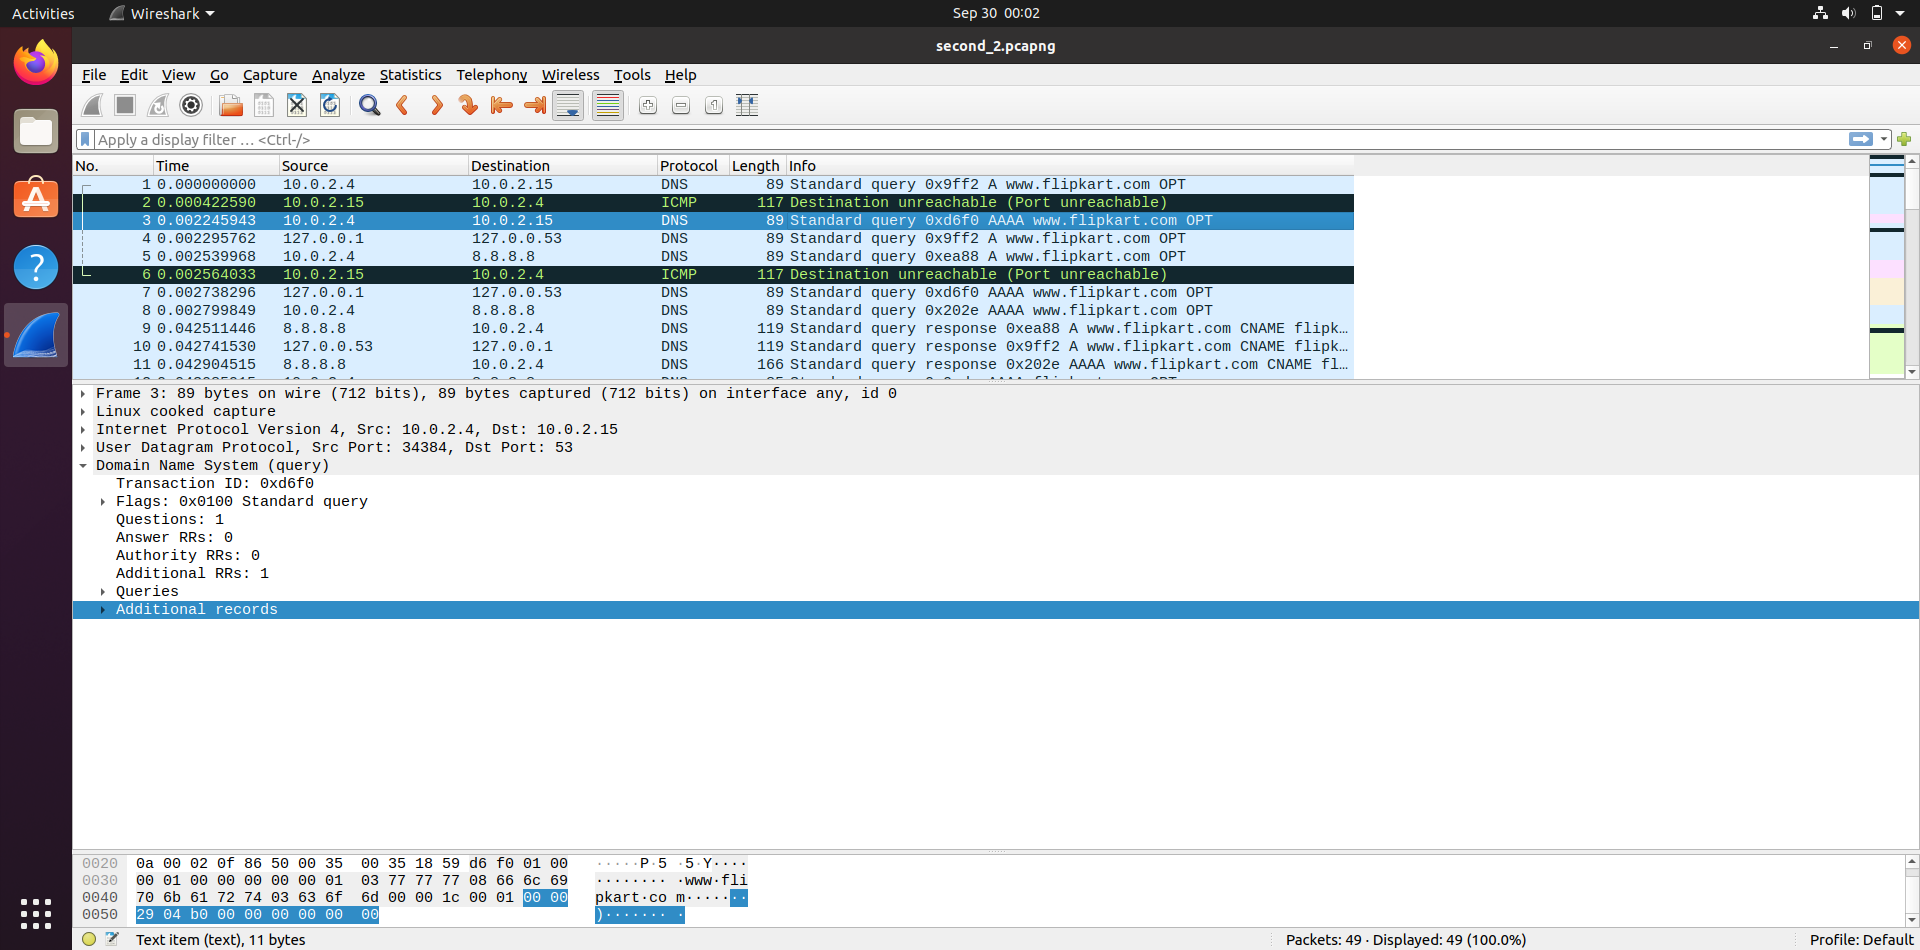 Activities Wireshark Sep 30 00:02
second_2.pcapng
File Edit View Go Capture Analyze Statistics Telephony Wireless Tools Help
Apply a display filter … <Ctrl-/>
No. Time Source Destination Protocol Length Info
1 0.000000000 10.0.2.4 10.0.2.15 DNS 89 Standard query 0x9ff2 A www.flipkart.com OPT
2 0.000422590 10.0.2.15 10.0.2.4 ICMP 117 Destination unreachable (Port unreachable)
3 0.002245943 10.0.2.4 10.0.2.15 DNS 89 Standard query 0xd6f0 AAAA www.flipkart.com OPT
4 0.002295762 127.0.0.1 127.0.0.53 DNS 89 Standard query 0x9ff2 A www.flipkart.com OPT
5 0.002539968 10.0.2.4 8.8.8.8 DNS 89 Standard query 0xea88 A www.flipkart.com OPT
6 0.002564033 10.0.2.15 10.0.2.4 ICMP 117 Destination unreachable (Port unreachable)
7 0.002738296 127.0.0.1 127.0.0.53 DNS 89 Standard query 0xd6f0 AAAA www.flipkart.com OPT
8 0.002799849 10.0.2.4 8.8.8.8 DNS 89 Standard query 0x202e AAAA www.flipkart.com OPT
9 0.042511446 8.8.8.8 10.0.2.4 DNS 119 Standard query response 0xea88 A www.flipkart.com CNAME flipk…
10 0.042741530 127.0.0.53 127.0.0.1 DNS 119 Standard query response 0x9ff2 A www.flipkart.com CNAME flipk…
11 0.042904515 8.8.8.8 10.0.2.4 DNS 166 Standard query response 0x202e AAAA www.flipkart.com CNAME fl…
Frame 3: 89 bytes on wire (712 bits), 89 bytes captured (712 bits) on interface any, id 0
Linux cooked capture
Internet Protocol Version 4, Src: 10.0.2.4, Dst: 10.0.2.15
User Datagram Protocol, Src Port: 34384, Dst Port: 53
Domain Name System (query)
Transaction ID: 0xd6f0
Flags: 0x0100 Standard query
Questions: 1
Answer RRs: 0
Authority RRs: 0
Additional RRs: 1
Queries
Additional records
0020 0a 00 02 0f 86 50 00 35 00 35 18 59 d6 f0 01 00 ·····P·5 ·5·Y····
0030 00 01 00 00 00 00 00 01 03 77 77 77 08 66 6c 69 ········ ·www·fli
0040 70 6b 61 72 74 03 63 6f 6d 00 00 1c 00 01 00 00 pkart·co m·······
0050 29 04 b0 00 00 00 00 00 00 )······· ·
Text item (text), 11 bytes Packets: 49 · Displayed: 49 (100.0%) Profile: Default